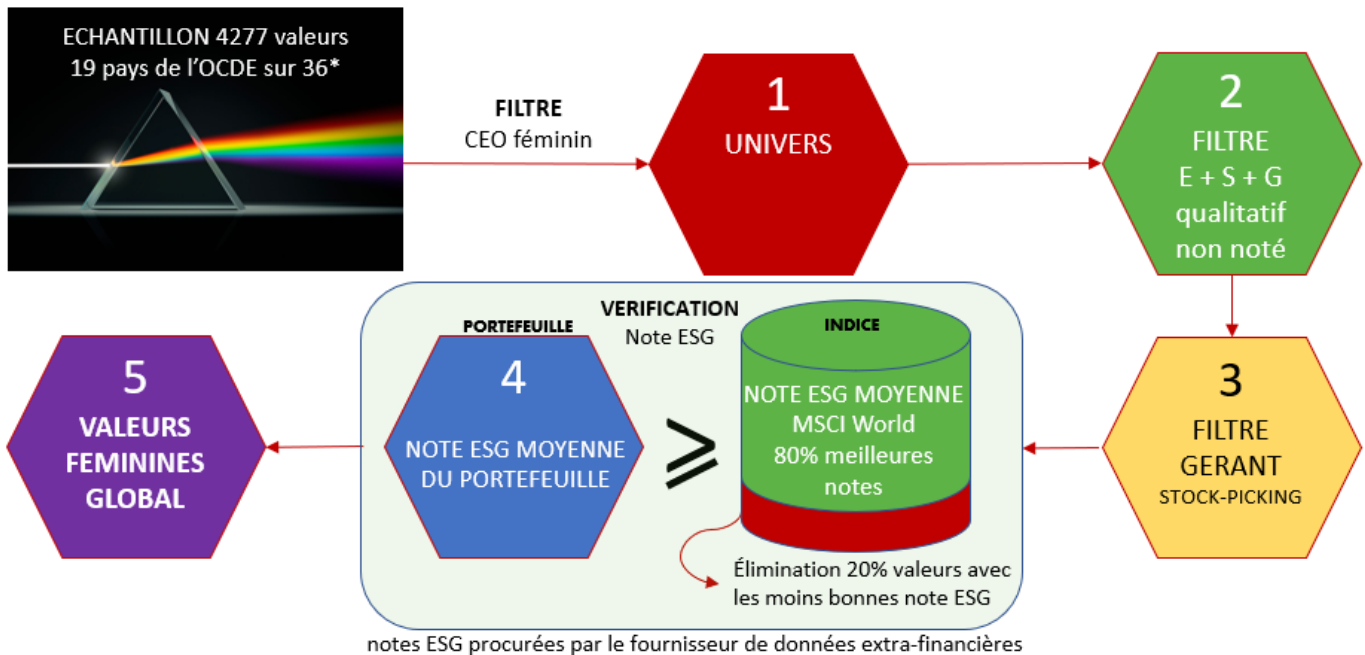 ECHANTILLON 4277 valeurs
19 pays de l'OCDE sur 36*
FILTRE
CEO féminin
1
UNIVERS
2
FILTRE
E + S + G
qualitatif
non noté
3
FILTRE
GERANT
STOCK-PICKING
VERIFICATION
Note ESG
PORTEFEUILLE
4
NOTE ESG MOYENNE
DU PORTEFEUILLE
⩾
INDICE
NOTE ESG MOYENNE
MSCI World
80% meilleures
notes
Élimination 20% valeurs avec
les moins bonnes note ESG
notes ESG procurées par le fournisseur de données extra-financières
5
VALEURS
FEMININES
GLOBAL